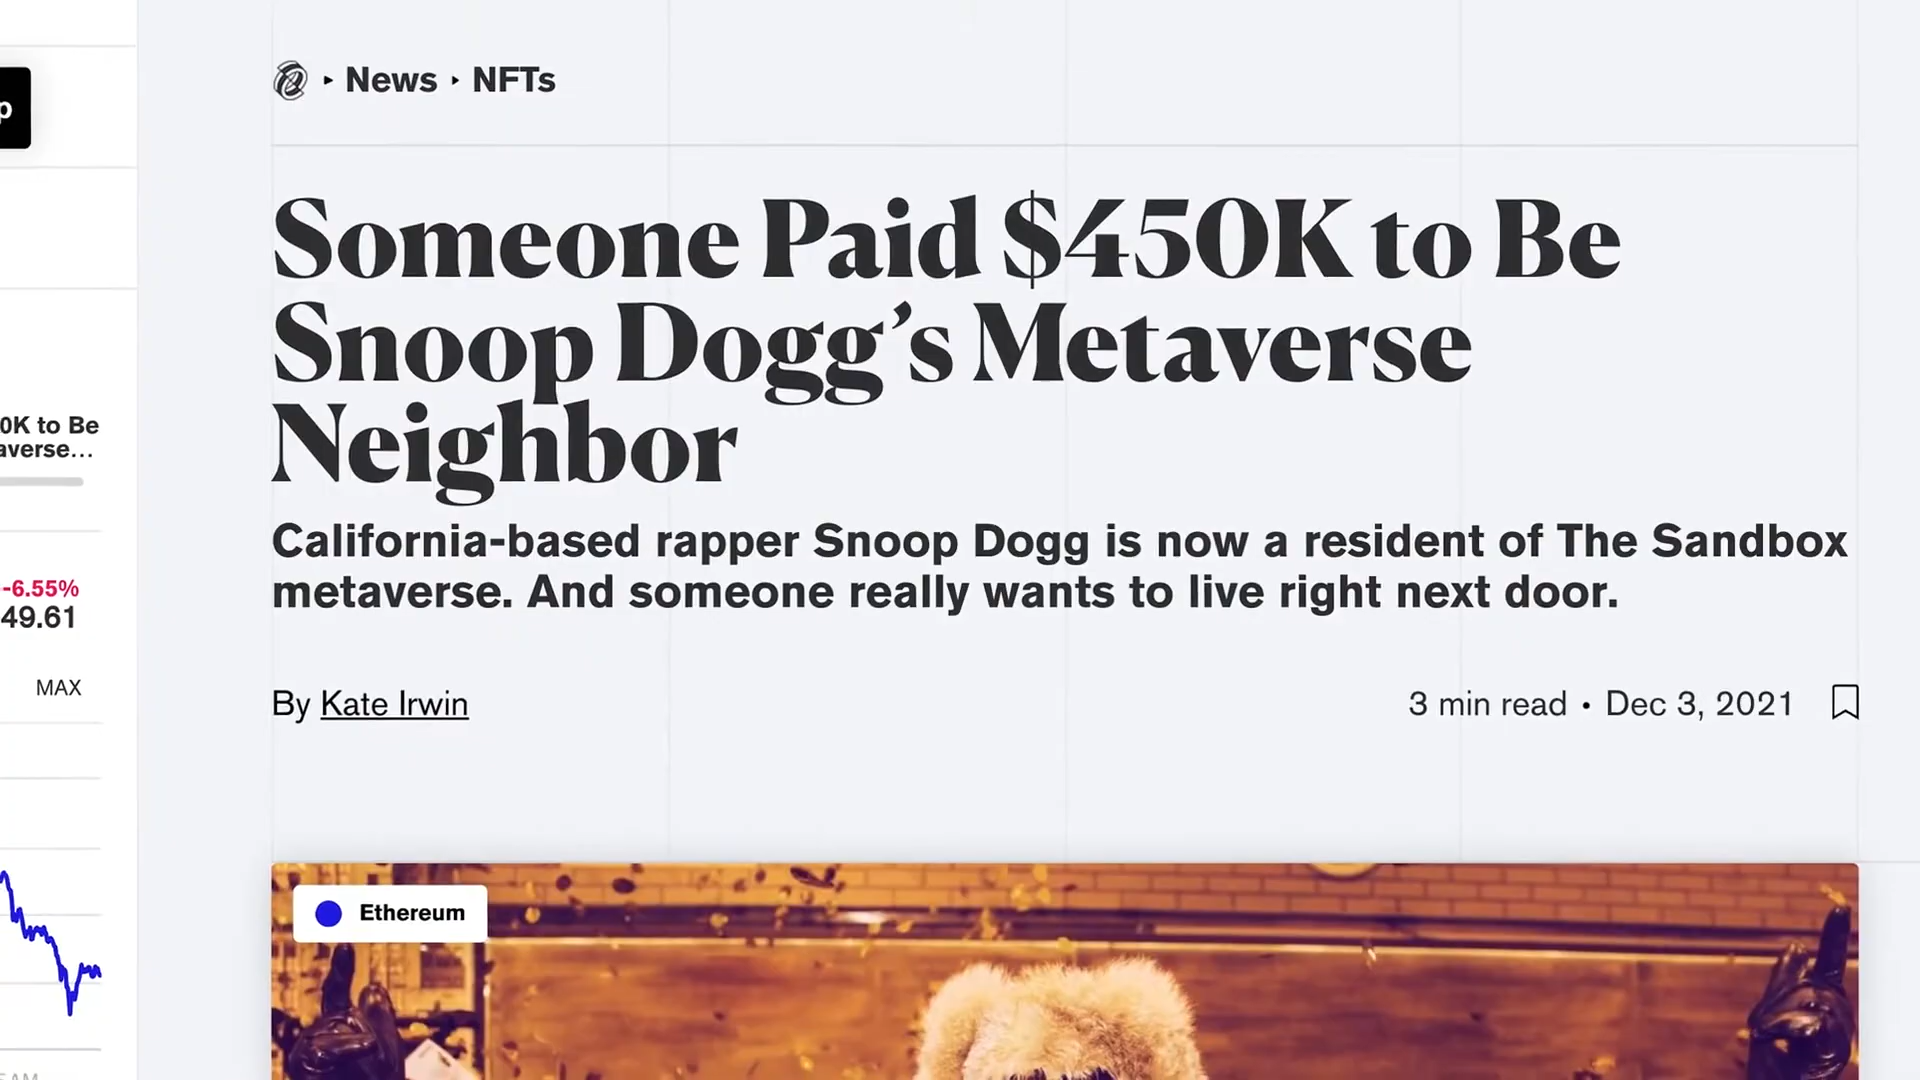 News ‣ NFTs
Someone Paid $450K to Be
Snoop Dogg’s Metaverse
Neighbor
California-based rapper Snoop Dogg is now a resident of The Sandbox
metaverse. And someone really wants to live right next door.
By Kate Irwin
3 min read • Dec 3, 2021
Ethereum
p
0K to Be
averse...
-6.55%
49.61
MAX